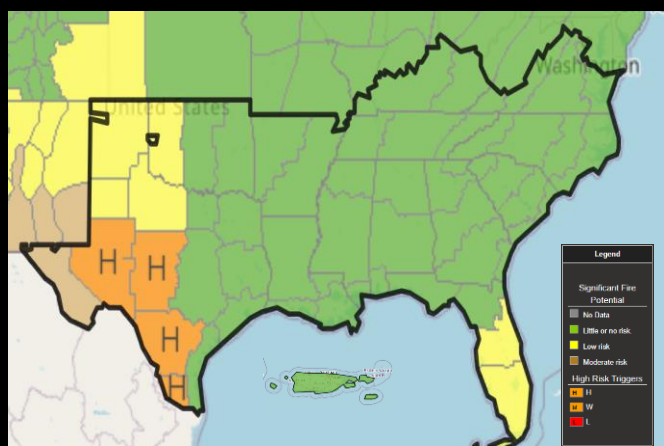 United States
Washington
H
H
H
H
Legend
Significant Fire
Potential
No Data
Little or no risk
Low risk
Moderate risk
High Risk Triggers
H H
W W
L L